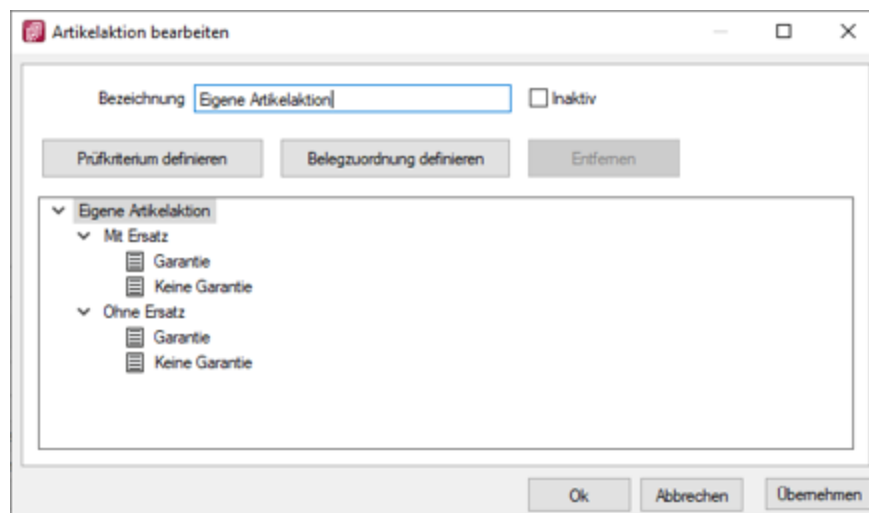 Artikelaktion bearbeiten
Bezeichnung Eigene Artikelaktion Inaktiv
Prüfkriterium definieren Belegzuordnung definieren Entfernen
Eigene Artikelaktion
Mit Ersatz
Garantie
Keine Garantie
Ohne Ersatz
Garantie
Keine Garantie
Ok Abbrechen Übernehmen